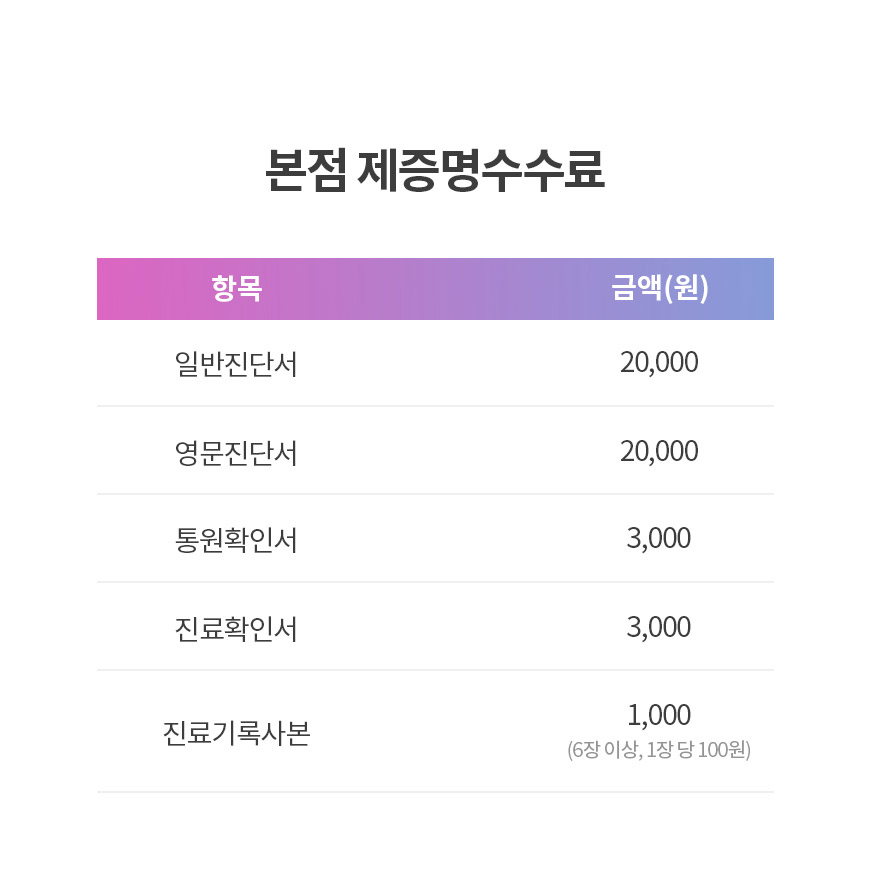 본점 제증명수수료
항목 금액(원)
일반진단서 20,000
영문진단서 20,000
통원확인서 3,000
진료확인서 3,000
진료기록사본 1,000
(6장 이상, 1장 당 100원)